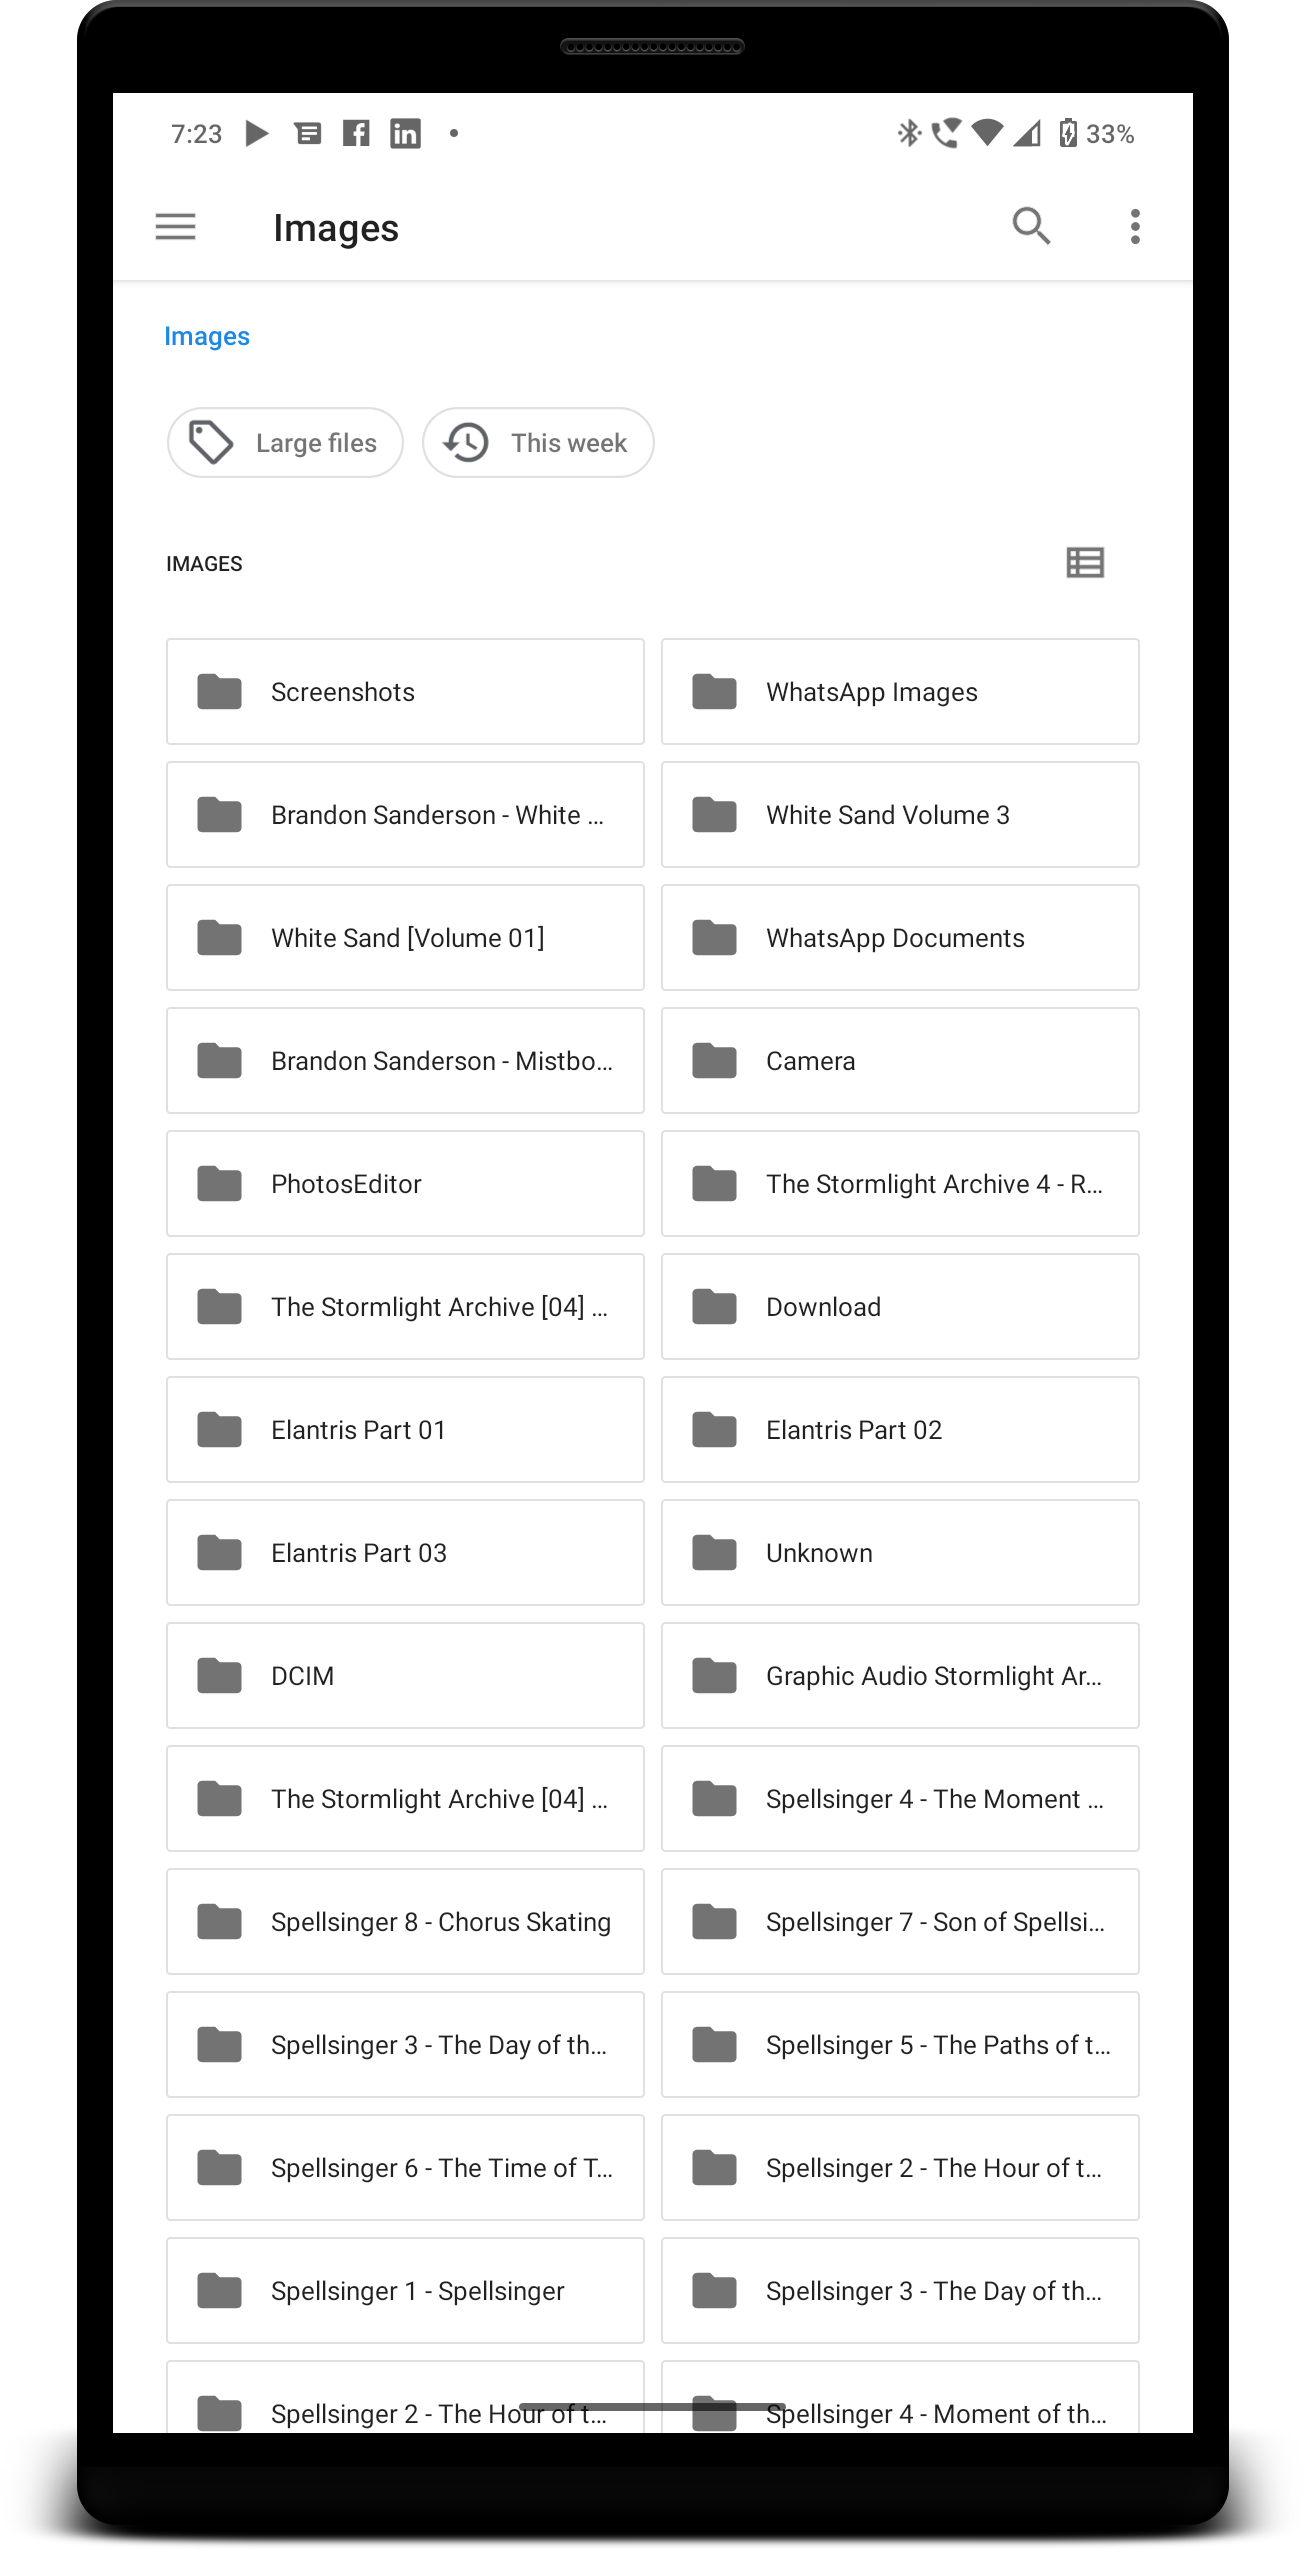 7:23
33%
Images
Images
Large files
This week
IMAGES
Screenshots
WhatsApp Images
Brandon Sanderson - White ...
White Sand Volume 3
White Sand [Volume 01]
WhatsApp Documents
Brandon Sanderson - Mistbo...
Camera
PhotosEditor
The Stormlight Archive 4 - R...
The Stormlight Archive [04] ...
Download
Elantris Part 01
Elantris Part 02
Elantris Part 03
Unknown
DCIM
Graphic Audio Stormlight Ar...
The Stormlight Archive [04] ...
Spellsinger 4 - The Moment ...
Spellsinger 8 - Chorus Skating
Spellsinger 7 - Son of Spellsi...
Spellsinger 3 - The Day of th...
Spellsinger 5 - The Paths of t...
Spellsinger 6 - The Time of T...
Spellsinger 2 - The Hour of t...
Spellsinger 1 - Spellsinger
Spellsinger 3 - The Day of th...
Spellsinger 2 - The Hour of t...
Spellsinger 4 - Moment of th...